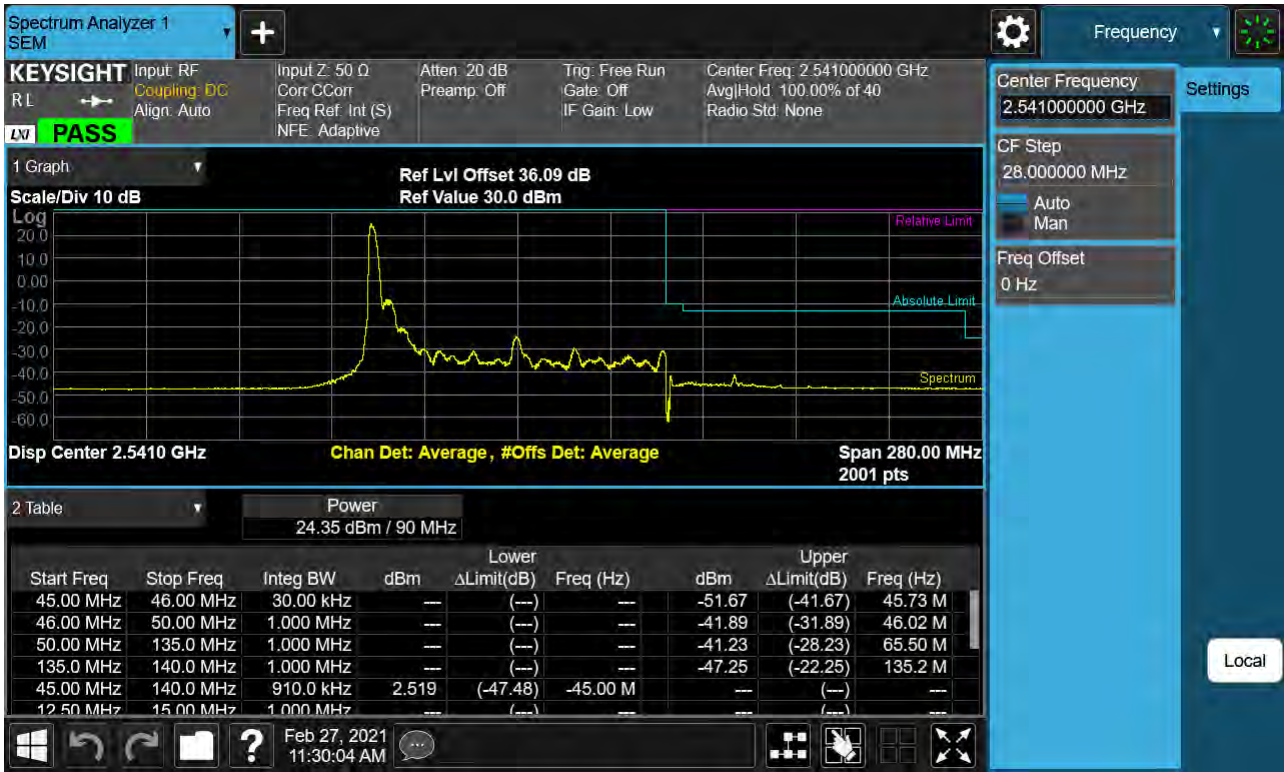 Spectrum Analyzer 1
SEM
+
Frequency
KEYSIGHT
RL
LXI PASS
Input: RF
Coupling: DC
Align: Auto
Input Z: 50 Ω
Corr CCorr
Freq Ref: Int (S)
NFE: Adaptive
Atten: 20 dB
Preamp: Off
Trig: Free Run
Gate: Off
IF Gain: Low
Center Freq: 2.541000000 GHz
Avg|Hold: 100.00% of 40
Radio Std: None
Center Frequency
2.541000000 GHz
Settings
CF Step
28.000000 MHz
Auto
Man
Freq Offset
0 Hz
Local
1 Graph
Scale/Div 10 dB
Ref Lvl Offset 36.09 dB
Ref Value 30.0 dBm
Log
20.0
10.0
0.00
-10.0
-20.0
-30.0
-40.0
-50.0
-60.0
Relative Limit
Absolute Limit
Spectrum
Disp Center 2.5410 GHz
Chan Det: Average, #Offs Det: Average
Span 280.00 MHz
2001 pts
2 Table
Power
24.35 dBm / 90 MHz
Lower Upper
Start Freq Stop Freq Integ BW dBm ΔLimit(dB) Freq (Hz) dBm ΔLimit(dB) Freq (Hz)
45.00 MHz 46.00 MHz 30.00 kHz --- (---) --- -51.67 (-41.67) 45.73 M
46.00 MHz 50.00 MHz 1.000 MHz --- (---) --- -41.89 (-31.89) 46.02 M
50.00 MHz 135.0 MHz 1.000 MHz --- (---) --- -41.23 (-28.23) 65.50 M
135.0 MHz 140.0 MHz 1.000 MHz --- (---) --- -47.25 (-22.25) 135.2 M
45.00 MHz 140.0 MHz 910.0 kHz 2.519 (-47.48) -45.00 M --- (---) ---
12.50 MHz 15.00 MHz 1.000 MHz --- (---) --- --- (---) ---
?
Feb 27, 2021
11:30:04 AM